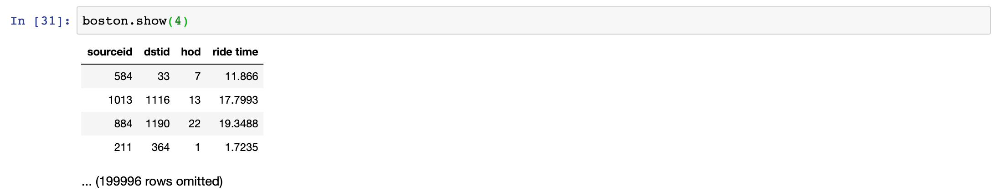 In [31]: boston.show(4)
sourceid dstid hod ride time
584 33 7 11.866
1013 1116 13 17.7993
884 1190 22 19.3488
211 364 1 1.7235
... (199996 rows omitted)